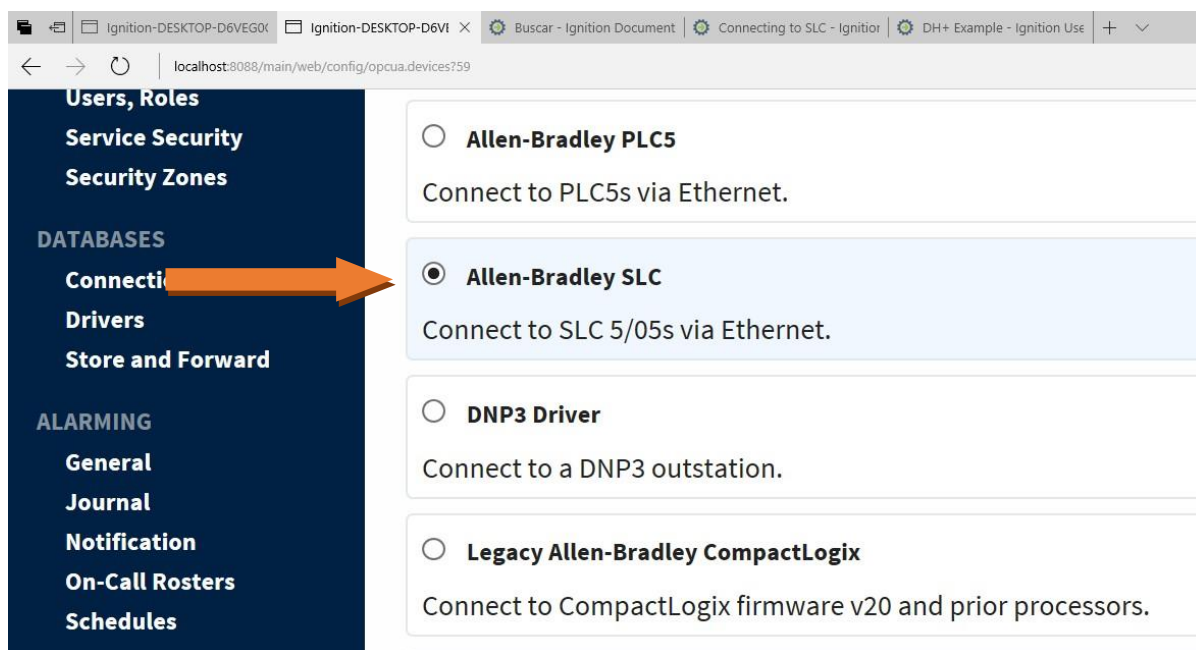 Ignition-DESKTOP-D6VEG0
Ignition-DESKTOP-D6VE
Buscar - Ignition Document
Connecting to SLC - Ignition
DH+ Example - Ignition Use
localhost:8088/main/web/config/opcua.devices?59
Users, Roles
Service Security
Security Zones
DATABASES
Connecti
Drivers
Store and Forward
ALARMING
General
Journal
Notification
On-Call Rosters
Schedules
Allen-Bradley PLC5
Connect to PLC5s via Ethernet.
Allen-Bradley SLC
Connect to SLC 5/05s via Ethernet.
DNP3 Driver
Connect to a DNP3 outstation.
Legacy Allen-Bradley CompactLogix
Connect to CompactLogix firmware v20 and prior processors.